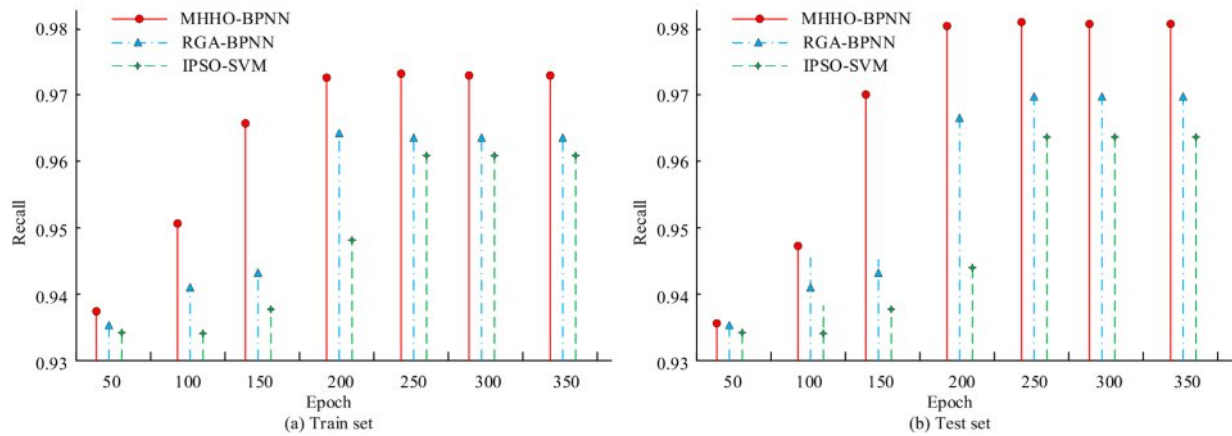 0.98
0.97
0.96
0.95
0.94
0.93
Recall
MHHO-BPNN
RGA-BPNN
IPSO-SVM
50 100 150 200 250 300 350
Epoch
(a) Train set
0.98
0.97
0.96
0.95
0.94
0.93
Recall
MHHO-BPNN
RGA-BPNN
IPSO-SVM
50 100 150 200 250 300 350
Epoch
(b) Test set